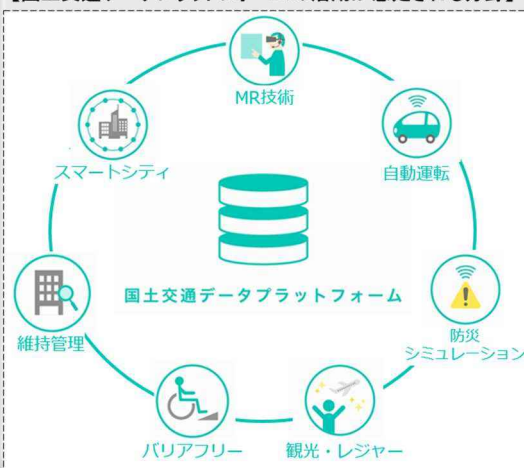 MR技術
スマートシティ
自動運転
国土交通データプラットフォーム
維持管理
防災
シミュレーション
バリアフリー
観光・レジャー